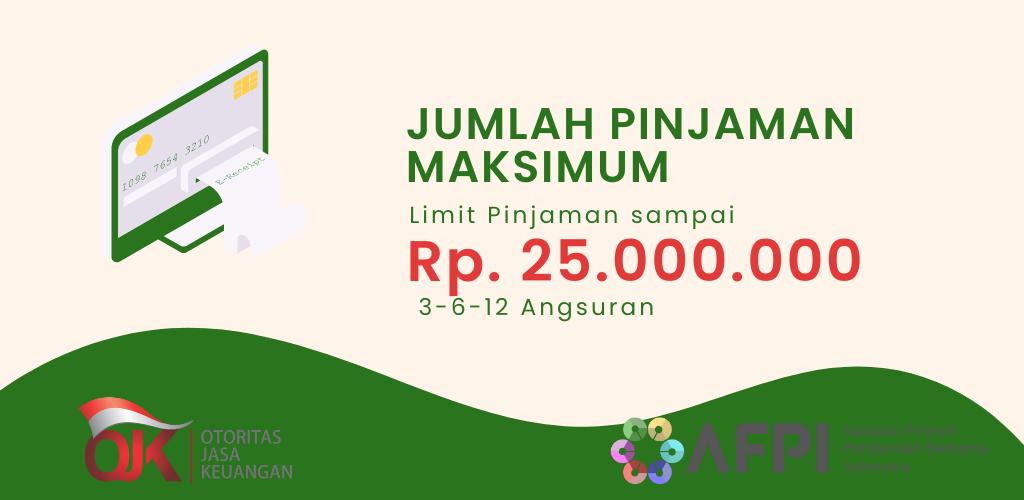 JUMLAH PINJAMAN
MAKSIMUM
Limit Pinjaman sampai
Rp. 25.000.000
3-6-12 Angsuran
1098 7654 3210
E-Receipt
OJK
OTORITAS
JASA
KEUANGAN
AFPI
Indonesia